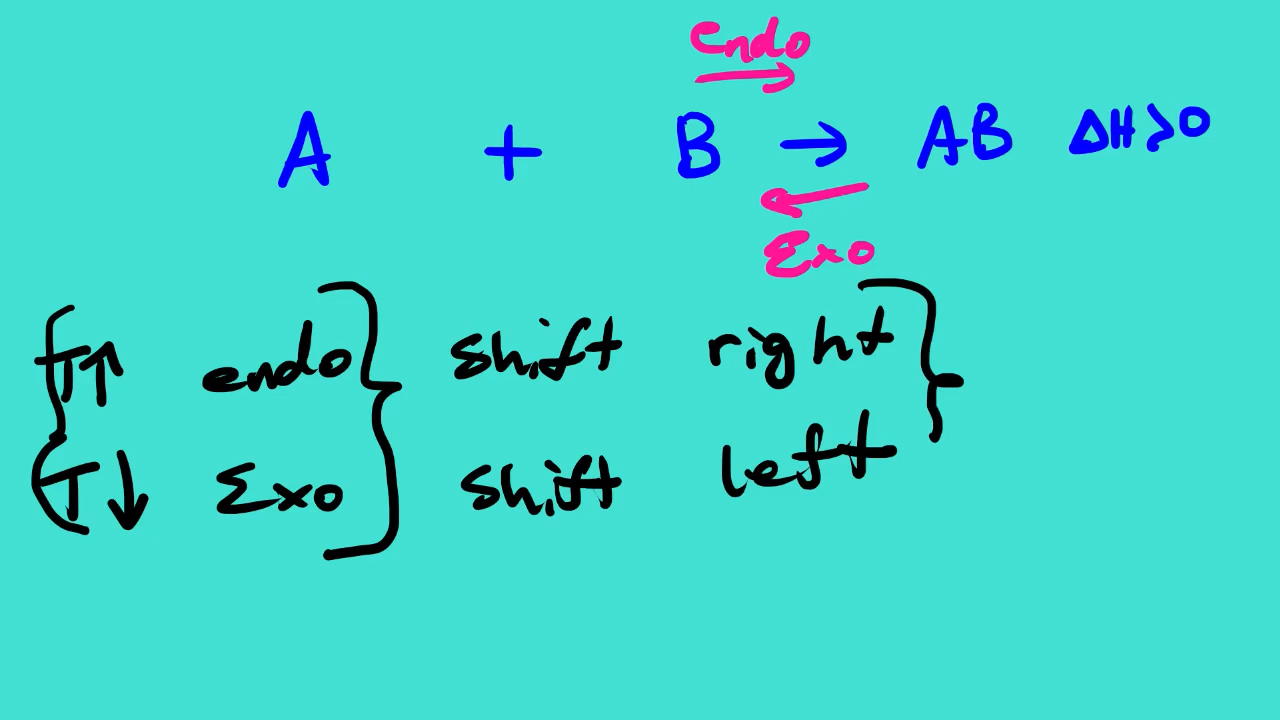 endo
A + B → AB ΔH>0
Exo
T↑ endo shift right
T↓ Exo shift left